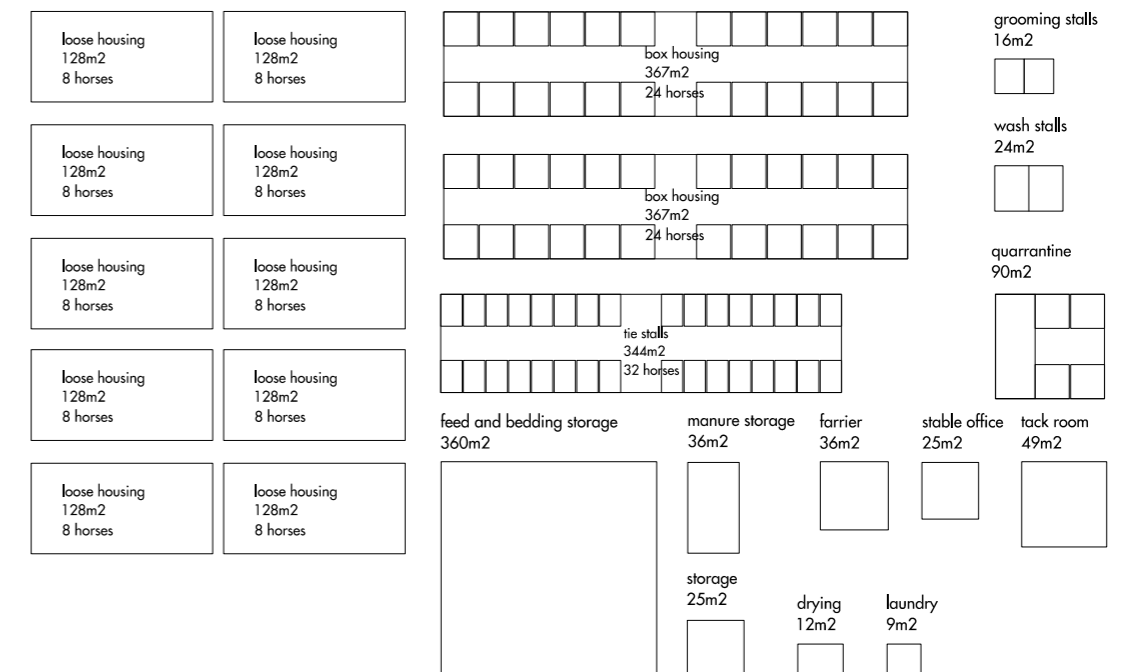 loose housing
128m2
8 horses
loose housing
128m2
8 horses
loose housing
128m2
8 horses
loose housing
128m2
8 horses
loose housing
128m2
8 horses
loose housing
128m2
8 horses
loose housing
128m2
8 horses
loose housing
128m2
8 horses
loose housing
128m2
8 horses
loose housing
128m2
8 horses
box housing
367m2
24 horses
box housing
367m2
24 horses
tie stalls
344m2
32 horses
grooming stalls
16m2
wash stalls
24m2
quarrantine
90m2
feed and bedding storage
360m2
manure storage
36m2
farrier
36m2
stable office
25m2
tack room
49m2
storage
25m2
drying
12m2
laundry
9m2